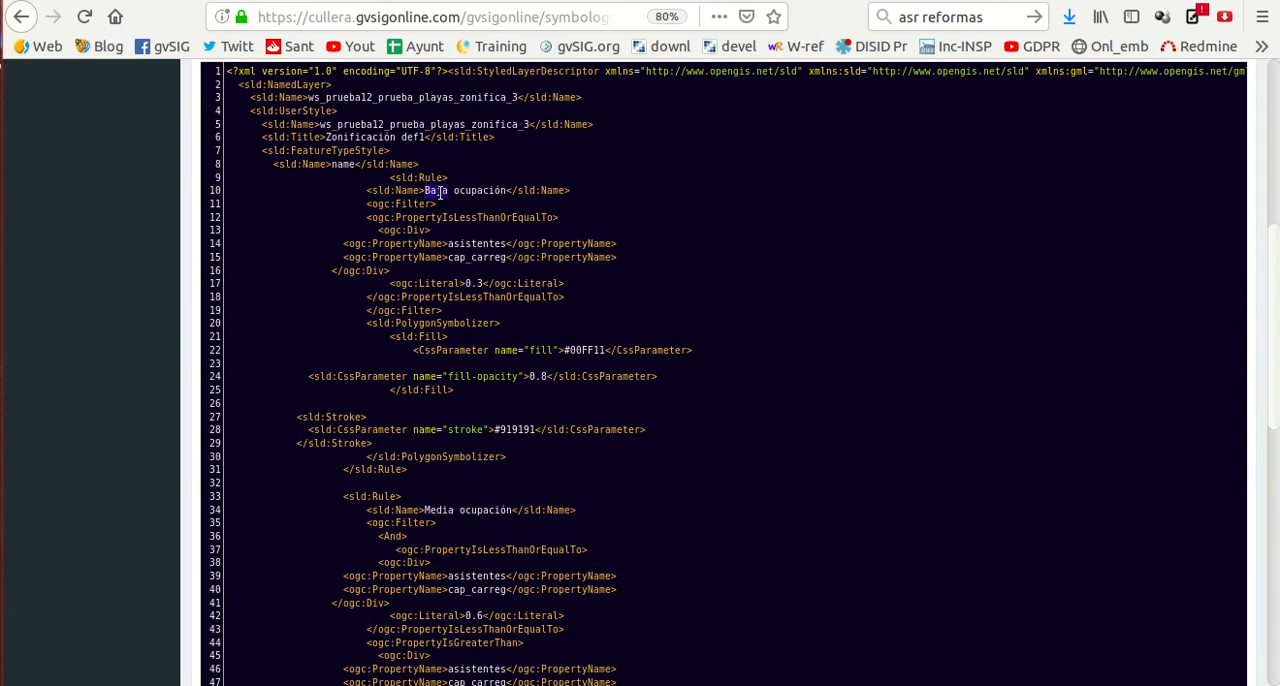 https://cullera.gvsigonline.com/gvsigonline/symbolog
80%
asr reformas
Web Blog gvSIG Twitt Sant Yout Ayunt Training gvSIG.org downl devel W-ref DISID Pr Inc-INSP GDPR Onl_emb Redmine
1 <?xml version="1.0" encoding="UTF-8"?><sld:StyledLayerDescriptor xmlns="http://www.opengis.net/sld" xmlns:sld="http://www.opengis.net/sld" xmlns:gml="http://www.opengis.net/gm
2 <sld:NamedLayer>
3 <sld:Name>ws_prueba12_prueba_playas_zonifica_3</sld:Name>
4 <sld:UserStyle>
5 <sld:Name>ws_prueba12_prueba_playas_zonifica_3</sld:Name>
6 <sld:Title>Zonificación def1</sld:Title>
7 <sld:FeatureTypeStyle>
8 <sld:Name>name</sld:Name>
9 <sld:Rule>
10 <sld:Name>Baja ocupación</sld:Name>
11 <ogc:Filter>
12 <ogc:PropertyIsLessThanOrEqualTo>
13 <ogc:Div>
14 <ogc:PropertyName>asistentes</ogc:PropertyName>
15 <ogc:PropertyName>cap_carreg</ogc:PropertyName>
16 </ogc:Div>
17 <ogc:Literal>0.3</ogc:Literal>
18 </ogc:PropertyIsLessThanOrEqualTo>
19 </ogc:Filter>
20 <sld:PolygonSymbolizer>
21 <sld:Fill>
22 <CssParameter name="fill">#00FF11</CssParameter>
23
24 <sld:CssParameter name="fill-opacity">0.8</sld:CssParameter>
25 </sld:Fill>
26
27 <sld:Stroke>
28 <sld:CssParameter name="stroke">#919191</sld:CssParameter>
29 </sld:Stroke>
30 </sld:PolygonSymbolizer>
31 </sld:Rule>
32
33 <sld:Rule>
34 <sld:Name>Media ocupación</sld:Name>
35 <ogc:Filter>
36 <And>
37 <ogc:PropertyIsLessThanOrEqualTo>
38 <ogc:Div>
39 <ogc:PropertyName>asistentes</ogc:PropertyName>
40 <ogc:PropertyName>cap_carreg</ogc:PropertyName>
41 </ogc:Div>
42 <ogc:Literal>0.6</ogc:Literal>
43 </ogc:PropertyIsLessThanOrEqualTo>
44 <ogc:PropertyIsGreaterThan>
45 <ogc:Div>
46 <ogc:PropertyName>asistentes</ogc:PropertyName>
47 <ogc:PropertyName>cap_carreg</ogc:PropertyName>